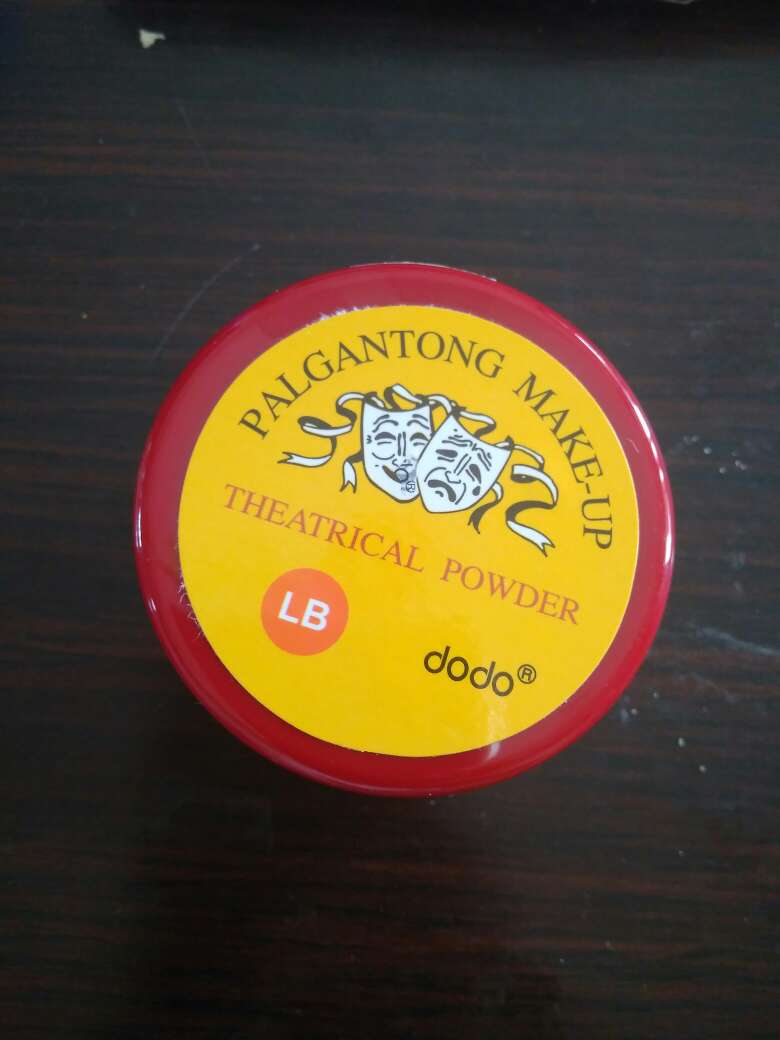 PALGANTONG MAKE-UP
®
THEATRICAL POWDER
LB
dodo®